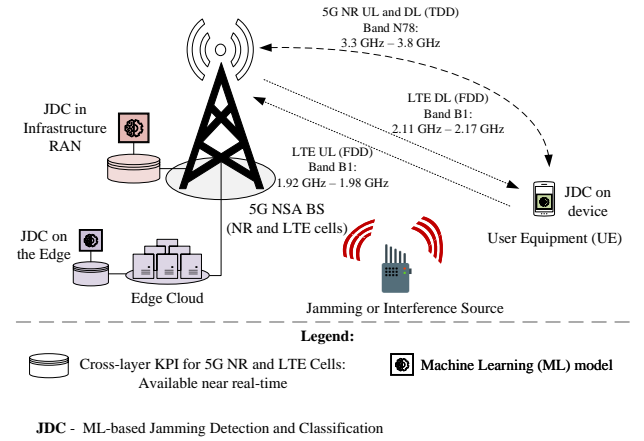 5G NR UL and DL (TDD)
Band N78:
3.3 GHz – 3.8 GHz
JDC in
Infrastructure
RAN
LTE DL (FDD)
Band B1:
2.11 GHz – 2.17 GHz
LTE UL (FDD)
Band B1:
1.92 GHz – 1.98 GHz
JDC on
device
5G NSA BS
(NR and LTE cells)
User Equipment (UE)
JDC on
the Edge
Edge Cloud
Jamming or Interference Source
Legend:
Cross-layer KPI for 5G NR and LTE Cells:
Available near real-time
Machine Learning (ML) model
JDC - ML-based Jamming Detection and Classification